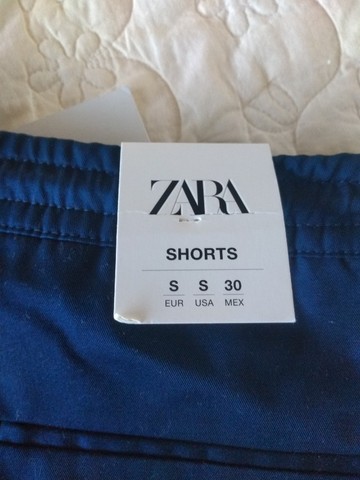 ZARA
SHORTS
S S 30
EUR USA MEX